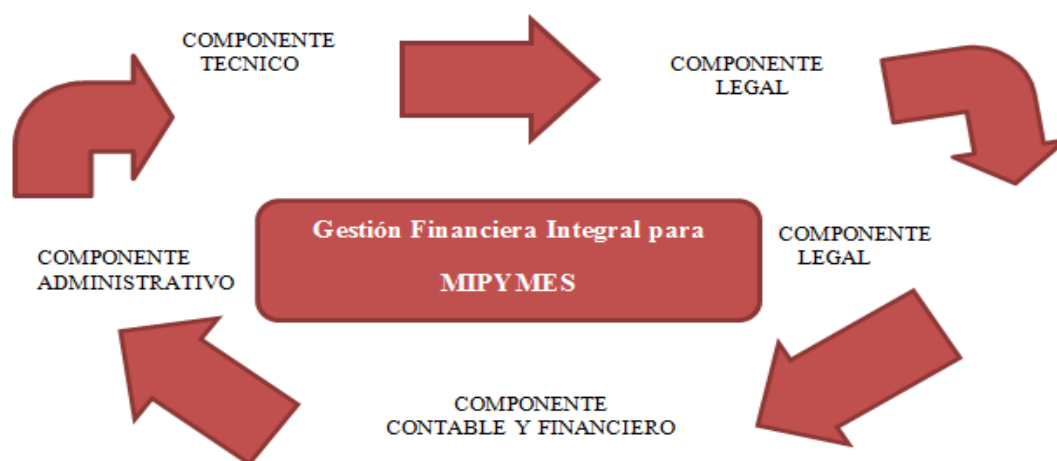 COMPONENTE
TECNICO
COMPONENTE
LEGAL
Gestión Financiera Integral para
MIPYMES
COMPONENTE
LEGAL
COMPONENTE
ADMINISTRATIVO
COMPONENTE
CONTABLE Y FINANCIERO